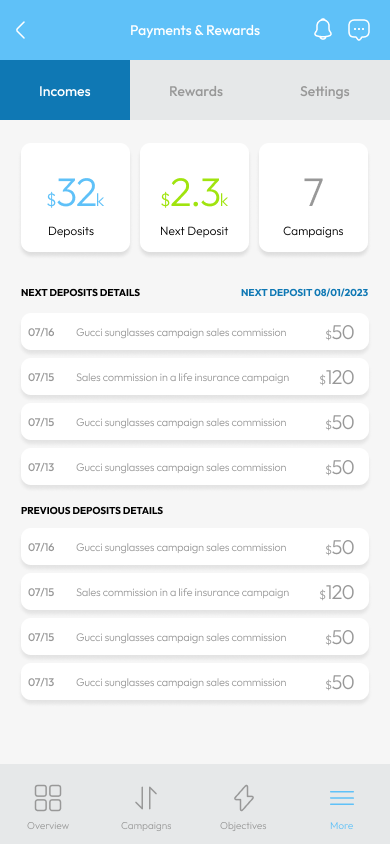 Payments & Rewards
Incomes Rewards Settings
$32k $2.3k 7
Deposits Next Deposit Campaigns
NEXT DEPOSITS DETAILS NEXT DEPOSIT 08/01/2023
07/16 Gucci sunglasses campaign sales commission $50
07/15 Sales commission in a life insurance campaign $120
07/15 Gucci sunglasses campaign sales commission $50
07/13 Gucci sunglasses campaign sales commission $50
PREVIOUS DEPOSITS DETAILS
07/16 Gucci sunglasses campaign sales commission $50
07/15 Sales commission in a life insurance campaign $120
07/15 Gucci sunglasses campaign sales commission $50
07/13 Gucci sunglasses campaign sales commission $50
Overview Campaigns Objectives More